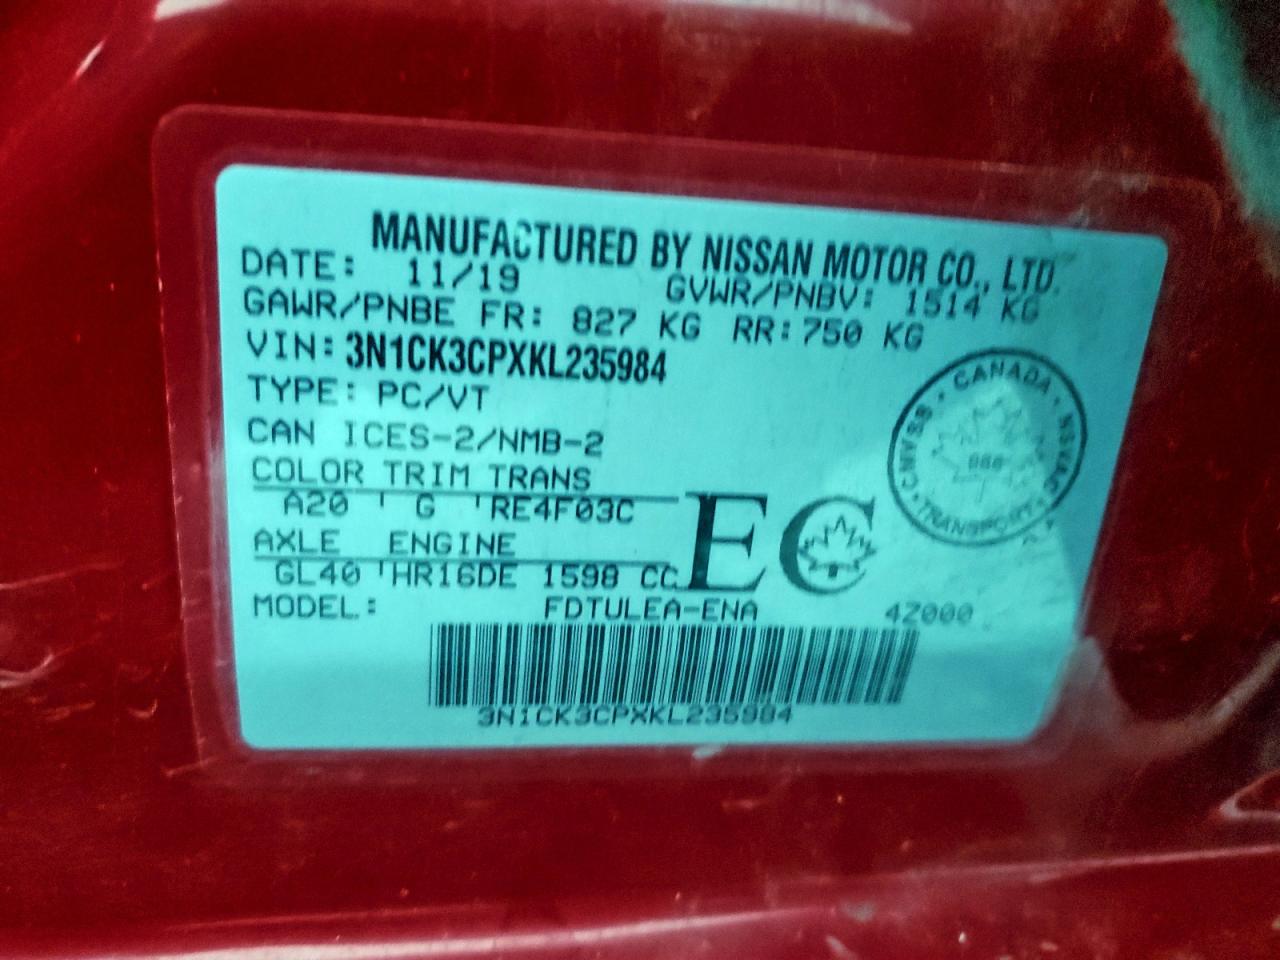 MANUFACTURED BY NISSAN MOTOR CO., LTD.
DATE: 11/19 GVWR/PNBV: 1514 KG
GAWR/PNBE FR: 827 KG RR: 750 KG
VIN: 3N1CK3CPXKL235984
TYPE: PC/VT
CAN ICES-2/NMB-2
COLOR TRIM TRANS
A20 ' G ' RE4F03C
AXLE ENGINE
GL40 ' HR16DE 1598 CC
EC
CANADA
TRANSPORT
MODEL: FDTULEA-ENA 4Z000
3N1CK3CPXKL235984